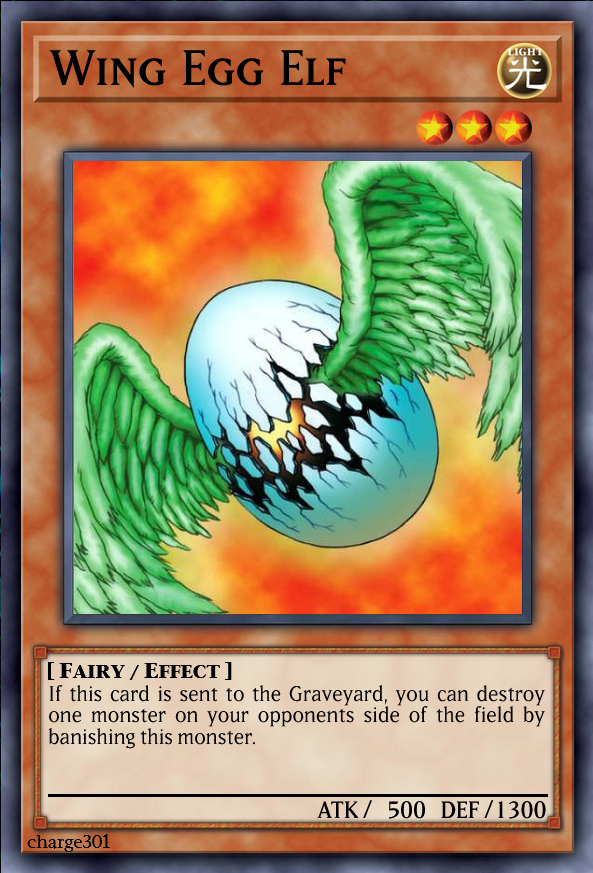 Wing Egg Elf
LIGHT
光
[ Fairy / Effect ]
If this card is sent to the Graveyard, you can destroy
one monster on your opponents side of the field by
banishing this monster.
ATK / 500 DEF /1300
charge301